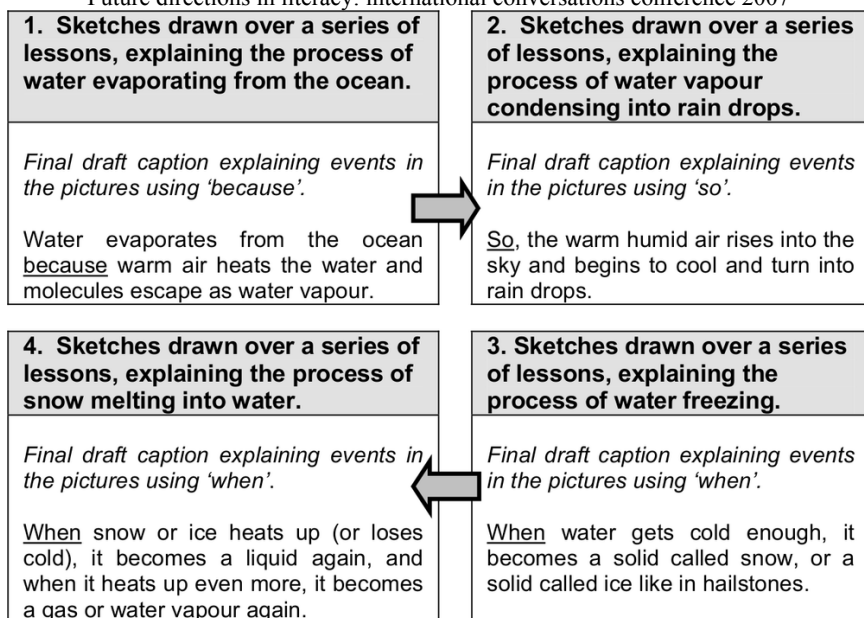 Future directions in literacy: international conversations conference 2007
1. Sketches drawn over a series of
lessons, explaining the process of
water evaporating from the ocean.
Final draft caption explaining events in
the pictures using ‘because’.
Water evaporates from the ocean
because warm air heats the water and
molecules escape as water vapour.
2. Sketches drawn over a series
of lessons, explaining the
process of water vapour
condensing into rain drops.
Final draft caption explaining events
in the pictures using ‘so’.
So, the warm humid air rises into the
sky and begins to cool and turn into
rain drops.
3. Sketches drawn over a series
of lessons, explaining the
process of water freezing.
Final draft caption explaining events
in the pictures using ‘when’.
When water gets cold enough, it
becomes a solid called snow, or a
solid called ice like in hailstones.
4. Sketches drawn over a series of
lessons, explaining the process of
snow melting into water.
Final draft caption explaining events in
the pictures using ‘when’.
When snow or ice heats up (or loses
cold), it becomes a liquid again, and
when it heats up even more, it becomes
a gas or water vapour again.